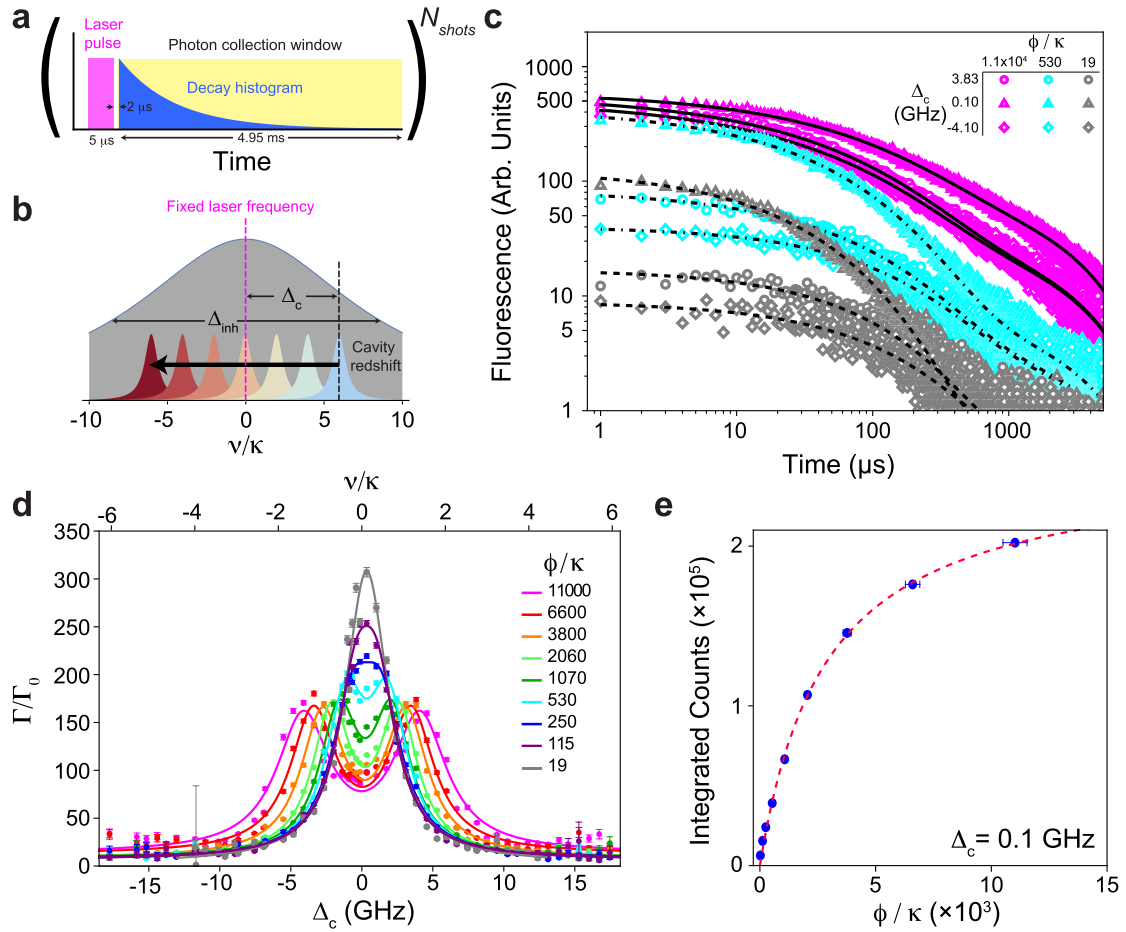 a
Laser
pulse
Photon collection window
Decay histogram
2 μs
5 μs
4.95 ms
Time
N_shots
b
Fixed laser frequency
Δ_c
Δ_inh
Cavity
redshift
-10 -5 0 5 10
ν/κ
c
ϕ / κ
1.1x10⁴ 530 19
Δ_c
(GHz)
3.83
0.10
-4.10
Fluorescence (Arb. Units)
1000
500
100
50
10
5
1
1 10 100 1000
Time (μs)
d
ν/κ
-6 -4 -2 0 2 4 6
Γ/Γ₀
350
300
250
200
150
100
50
0
ϕ/κ
11000
6600
3800
2060
1070
530
250
115
19
-15 -10 -5 0 5 10 15
Δ_c (GHz)
e
Integrated Counts (×10⁵)
2
1
0
Δ_c= 0.1 GHz
0 5 10 15
ϕ / κ (×10³)